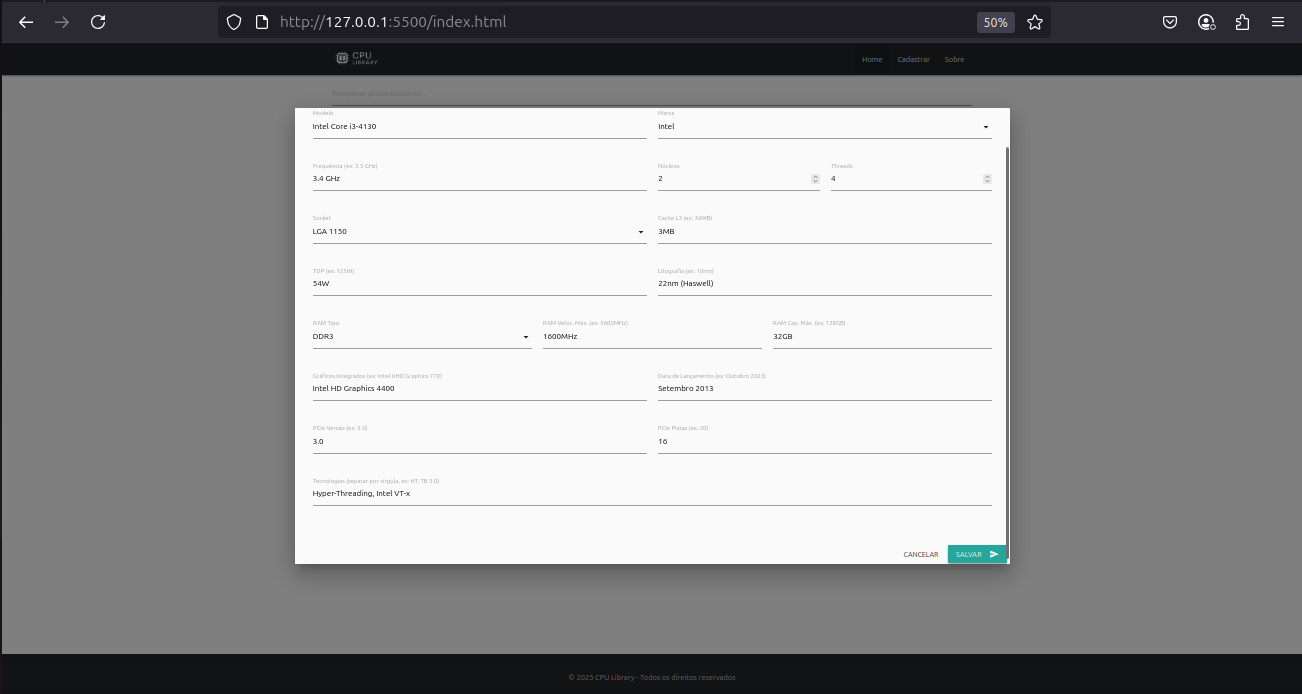 http://127.0.0.1:5500/index.html
50%
CPU
LIBRARY
Home Cadastrar Sobre
Pesquisar processadores...
Modelo Marca
Intel Core i3-4130 Intel
Frequência (ex: 3.5 GHz) Núcleos Threads
3.4 GHz 2 4
Socket Cache L3 (ex: 36MB)
LGA 1150 3MB
TDP (ex: 125W) Litografia (ex: 10nm)
54W 22nm (Haswell)
RAM Tipo RAM Veloc. Máx. (ex: 5600MHz) RAM Cap. Máx. (ex: 128GB)
DDR3 1600MHz 32GB
Gráficos Integrados (ex: Intel UHD Graphics 770) Data de Lançamento (ex: Outubro 2023)
Intel HD Graphics 4400 Setembro 2013
PCIe Versão (ex: 5.0) PCIe Pistas (ex: 20)
3.0 16
Tecnologias (separar por vírgula, ex: HT, TB 3.0)
Hyper-Threading, Intel VT-x
CANCELAR SALVAR
© 2025 CPU Library · Todos os direitos reservados